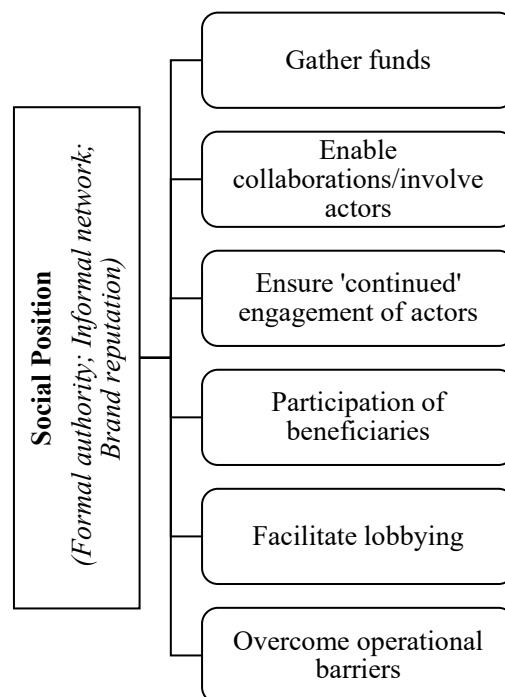 Social Position
(Formal authority; Informal network;
Brand reputation)
Gather funds
Enable
collaborations/involve
actors
Ensure 'continued'
engagement of actors
Participation of
beneficiaries
Facilitate lobbying
Overcome operational
barriers